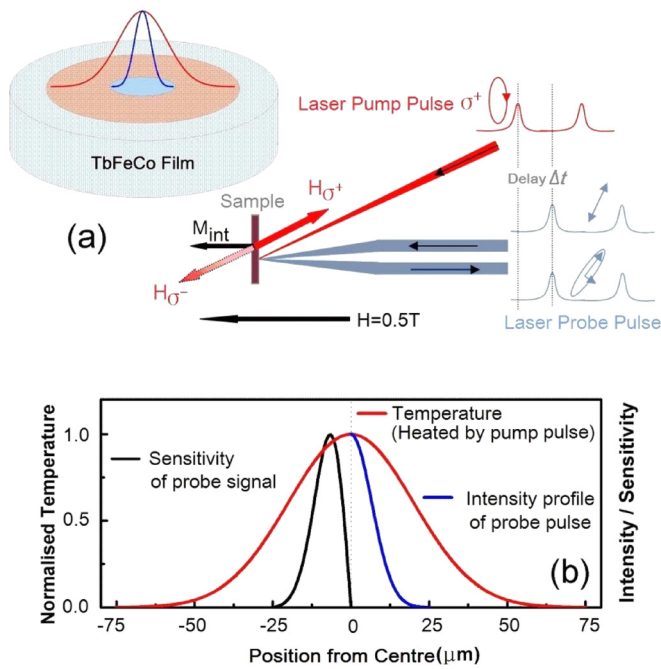 Laser Pump Pulse σ⁺
TbFeCo Film
Delay Δt
Hσ⁺
Sample
Mint
(a)
Hσ⁻
H=0.5T
Laser Probe Pulse
Normalised Temperature
1.0
0.5
0.0
Sensitivity
of probe signal
Temperature
(Heated by pump pulse)
Intensity profile
of probe pulse
(b)
Intensity / Sensitivity
-75 -50 -25 0 25 50 75
Position from Centre(μm)